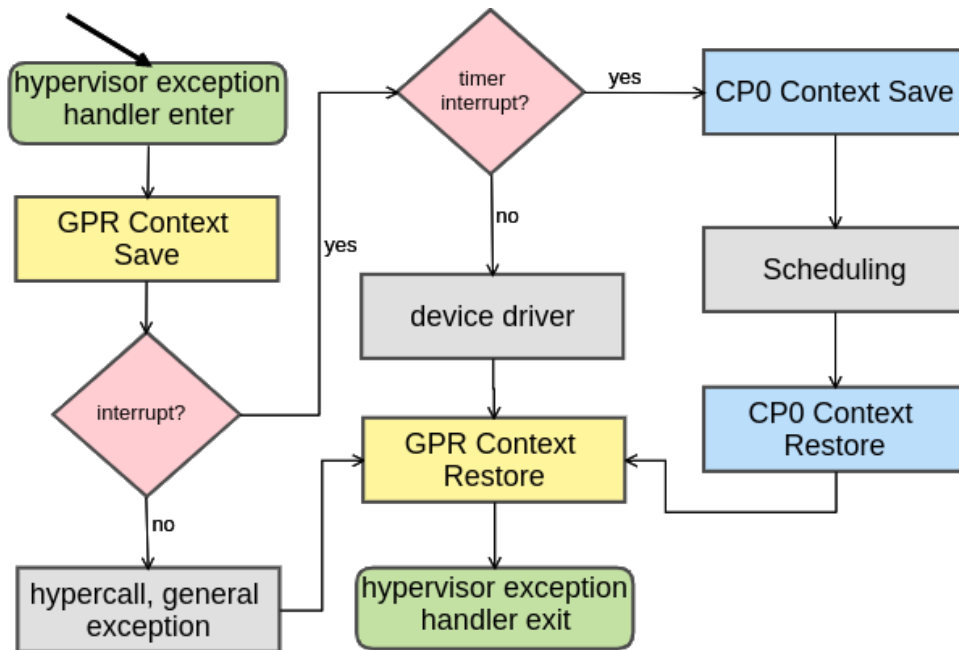 hypervisor exception
handler enter
GPR Context
Save
interrupt?
yes
no
hypercall, general
exception
timer
interrupt?
yes
no
device driver
GPR Context
Restore
hypervisor exception
handler exit
CP0 Context Save
Scheduling
CP0 Context
Restore